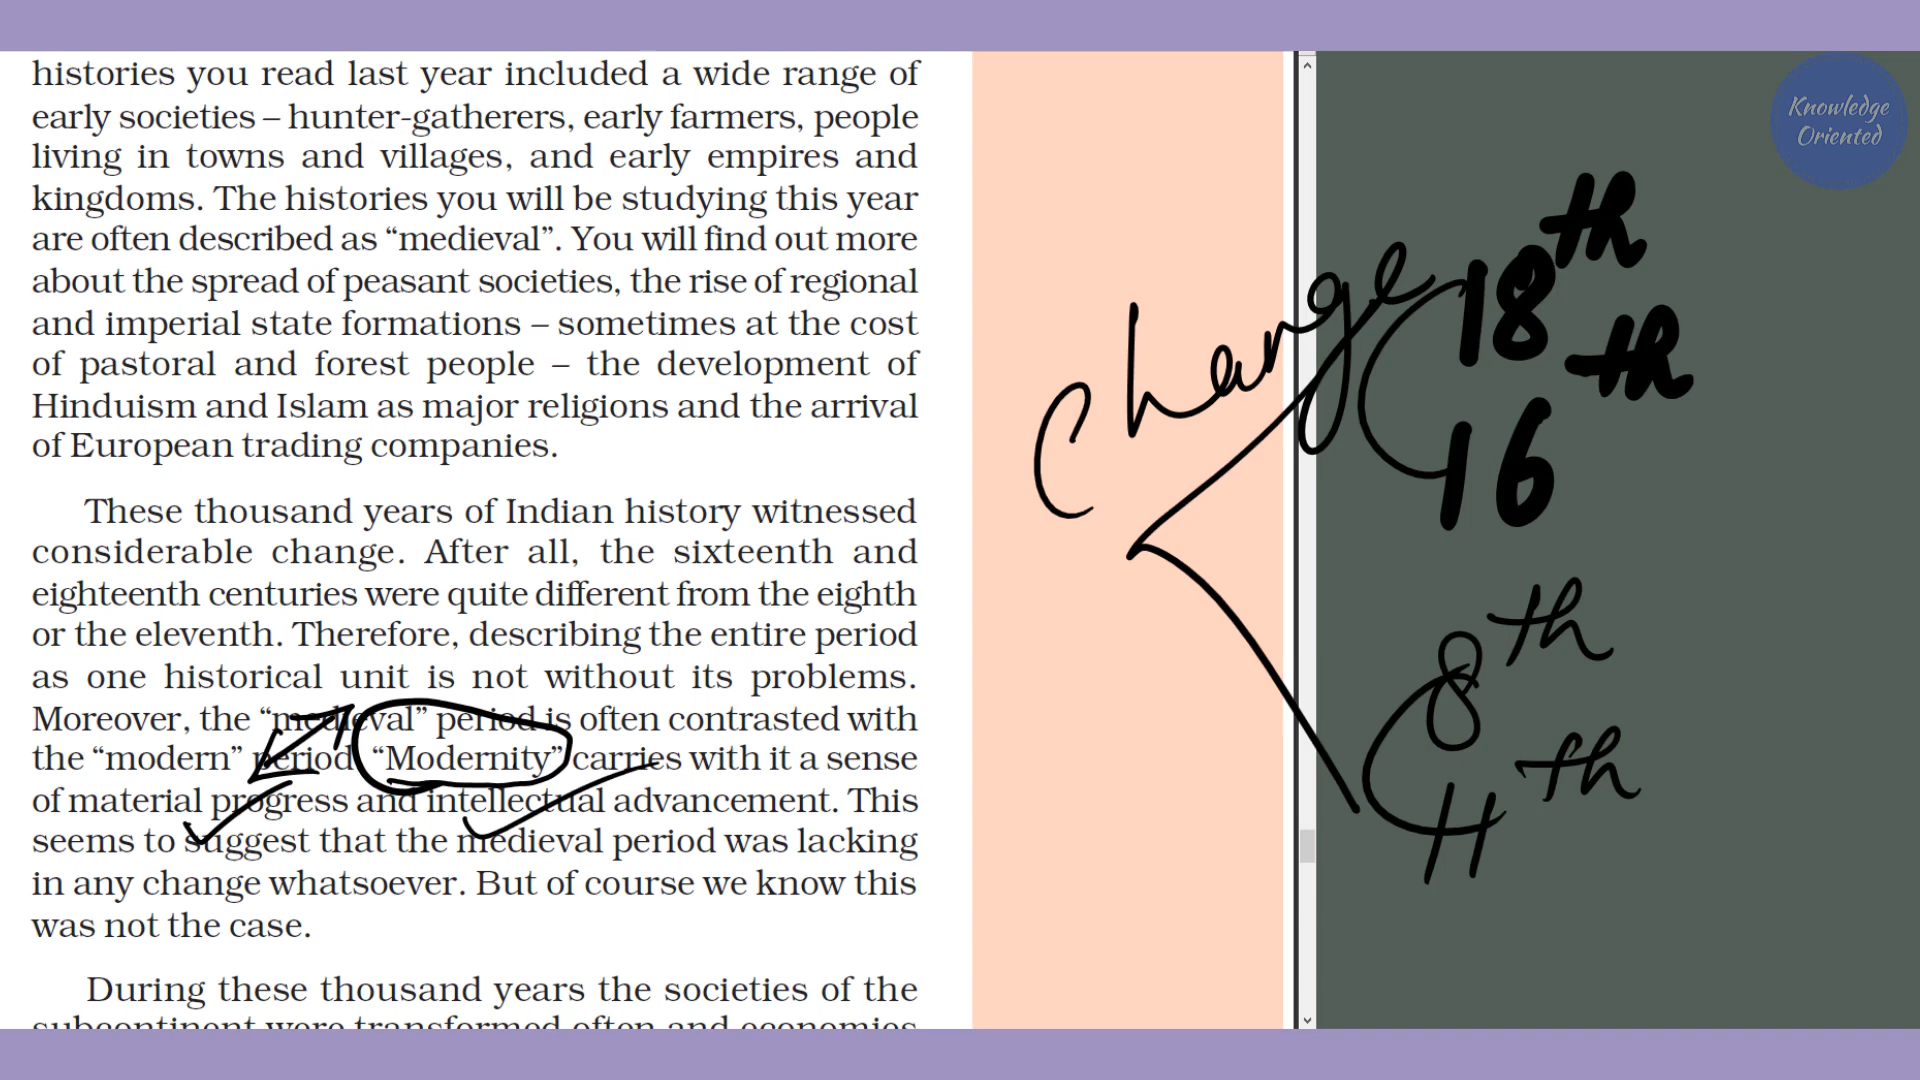 histories you read last year included a wide range of
early societies – hunter-gatherers, early farmers, people
living in towns and villages, and early empires and
kingdoms. The histories you will be studying this year
are often described as “medieval”. You will find out more
about the spread of peasant societies, the rise of regional
and imperial state formations – sometimes at the cost
of pastoral and forest people – the development of
Hinduism and Islam as major religions and the arrival
of European trading companies.
These thousand years of Indian history witnessed
considerable change. After all, the sixteenth and
eighteenth centuries were quite different from the eighth
or the eleventh. Therefore, describing the entire period
as one historical unit is not without its problems.
Moreover, the “medieval” period is often contrasted with
the “modern” period. “Modernity” carries with it a sense
of material progress and intellectual advancement. This
seems to suggest that the medieval period was lacking
in any change whatsoever. But of course we know this
was not the case.
During these thousand years the societies of the
subcontinent were transformed often and economies
Change
18th
16th
8th
11th
Knowledge
Oriented